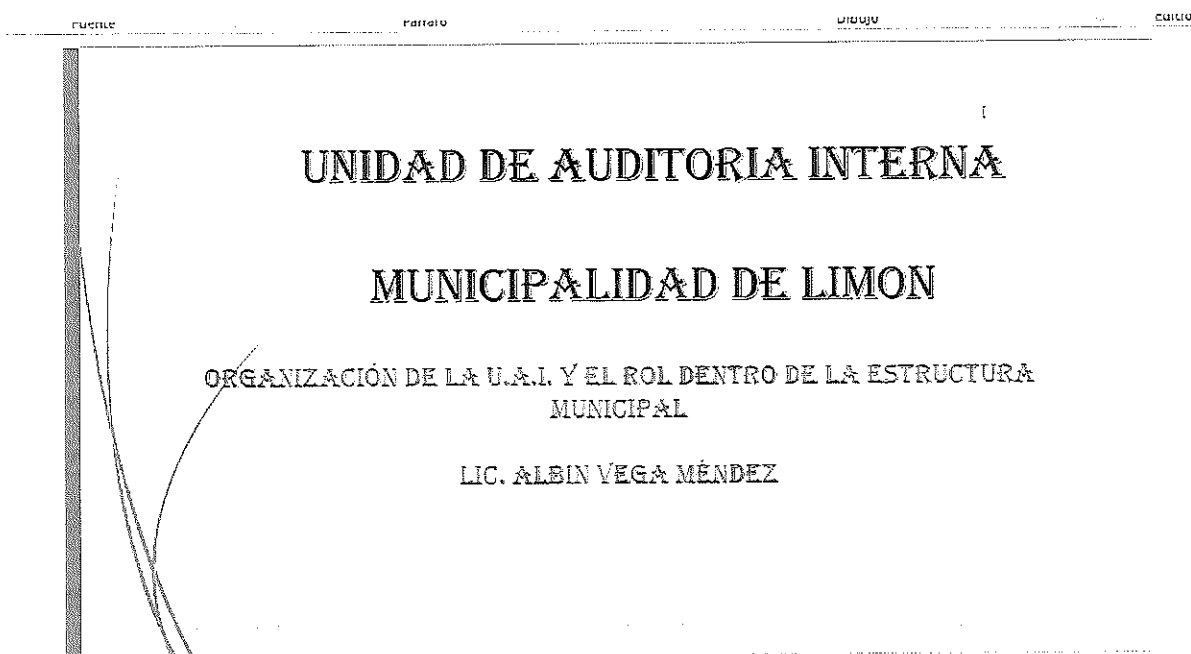 Fuente Párrafo Dibujo
UNIDAD DE AUDITORIA INTERNA
MUNICIPALIDAD DE LIMON
ORGANIZACIÓN DE LA U.A.I. Y EL ROL DENTRO DE LA ESTRUCTURA
MUNICIPAL
LIC. ALBIN VEGA MÉNDEZ